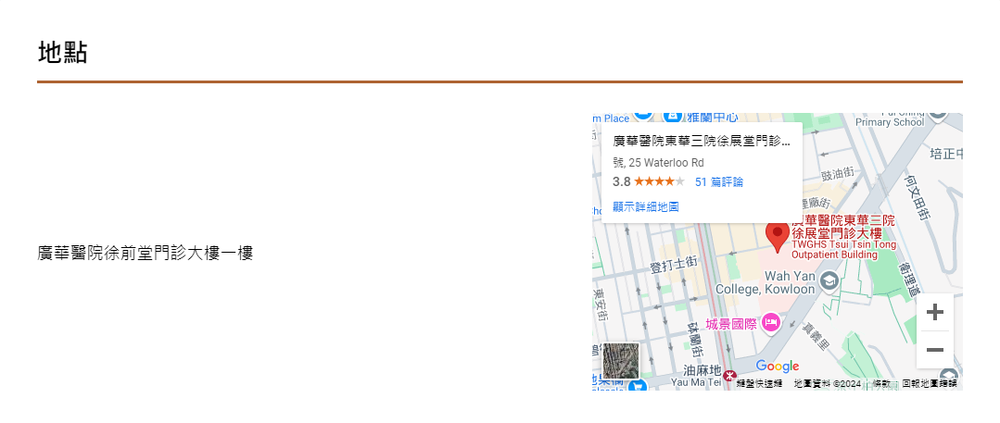 地點
廣華醫院徐前堂門診大樓一樓
雅蘭中心
Primary School
培正中
廣華醫院東華三院徐展堂門診...
號, 25 Waterloo Rd
3.8
51 篇評論
顯示詳細地圖
豉油街
何文田街
廣華醫院東華三院
徐展堂門診大樓
TWGHS Tsui Tsin Tong
Outpatient Building
登打士街
Wah Yan
College, Kowloon
衛理道
東安街
城景國際
砵蘭街
真義里
油麻地
Yau Ma Tei
Google
鍵盤快速鍵
地圖資料 ©2024
條款
回報地圖錯誤